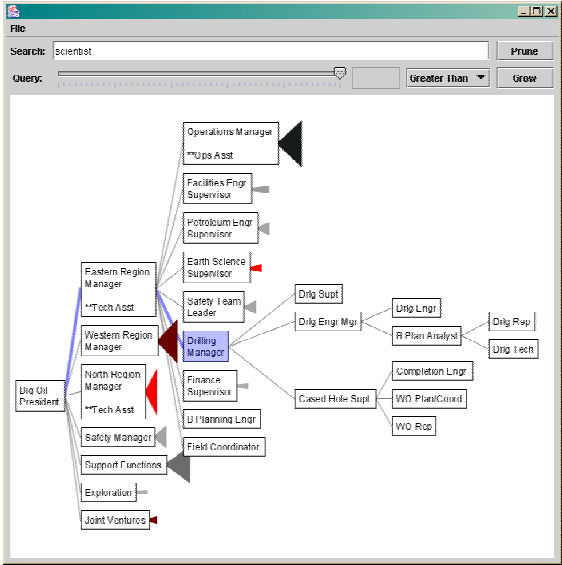 File
Search:
scientist
Prune
Query:
Greater Than
Grow
Operations Manager
**Ops Asst
Facilities Engr
Supervisor
Petroleum Engr
Supervisor
Earth Science
Supervisor
Safety Team
Leader
Drilling
Manager
Finance
Supervisor
B Planning Engr
Field Coordinator
Eastern Region
Manager
**Tech Asst
Western Region
Manager
North Region
Manager
**Tech Asst
Safety Manager
Support Functions
Exploration
Joint Ventures
Big Oil
President
Drlg Supt
Drlg Engr Mgr
Cased Hole Supt
Drlg Engr
B Plan Analyst
Completion Engr
WO Plan/Coord
WO Rep
Drlg Rep
Drlg Tech